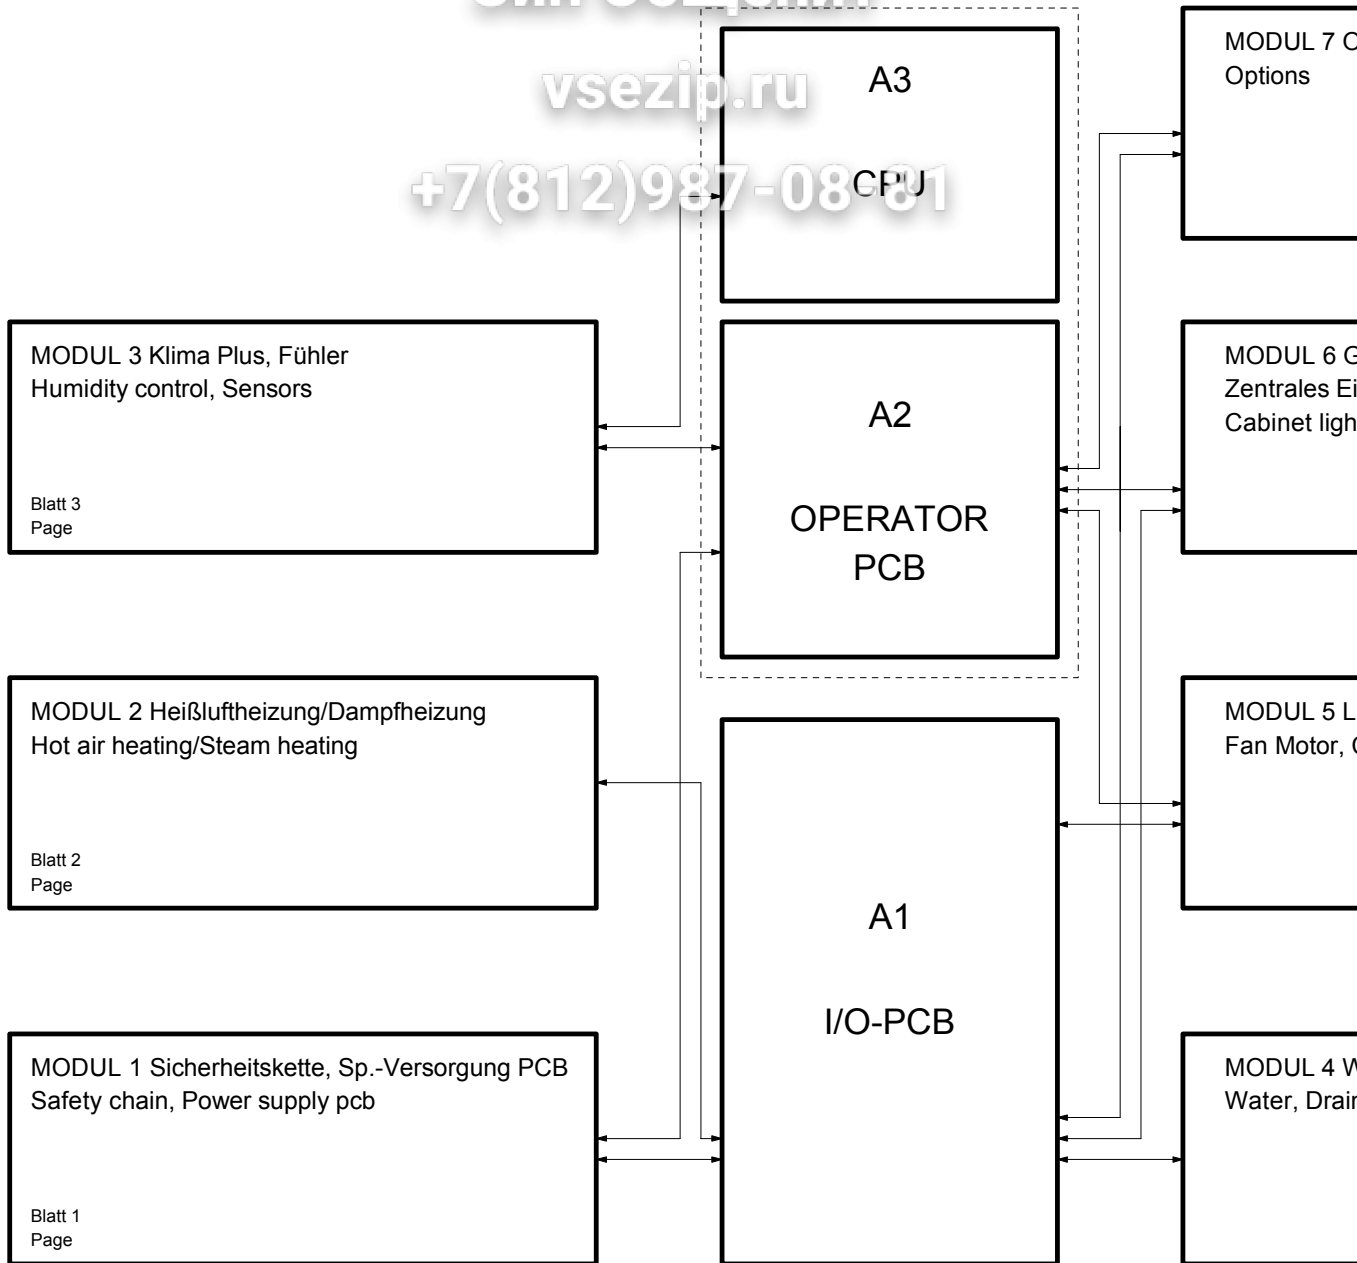 vsezip.ru
+7(812)987-08-81
A3
CPU
MODUL 7
Options
MODUL 3 Klima Plus, Fühler
Humidity control, Sensors
Blatt 3
Page
A2
OPERATOR
PCB
MODUL 6
Zentrales
Cabinet
MODUL 2 Heißluftheizung/Dampfheizung
Hot air heating/Steam heating
Blatt 2
Page
MODUL 5
Fan Motor,
A1
I/O-PCB
MODUL 1 Sicherheitskette, Sp.-Versorgung PCB
Safety chain, Power supply pcb
Blatt 1
Page
MODUL 4
Water,